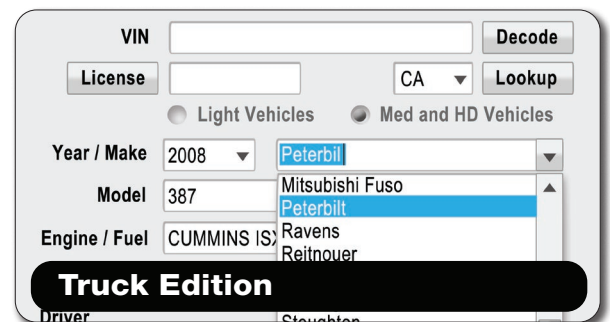 VIN Decode
License CA Lookup
Light Vehicles Med and HD Vehicles
Year / Make 2008 Peterbil
Mitsubishi Fuso
Model 387
Peterbilt
Engine / Fuel CUMMINS ISX
Ravens
Reitnouer
Truck Edition
Driver
Stoughton